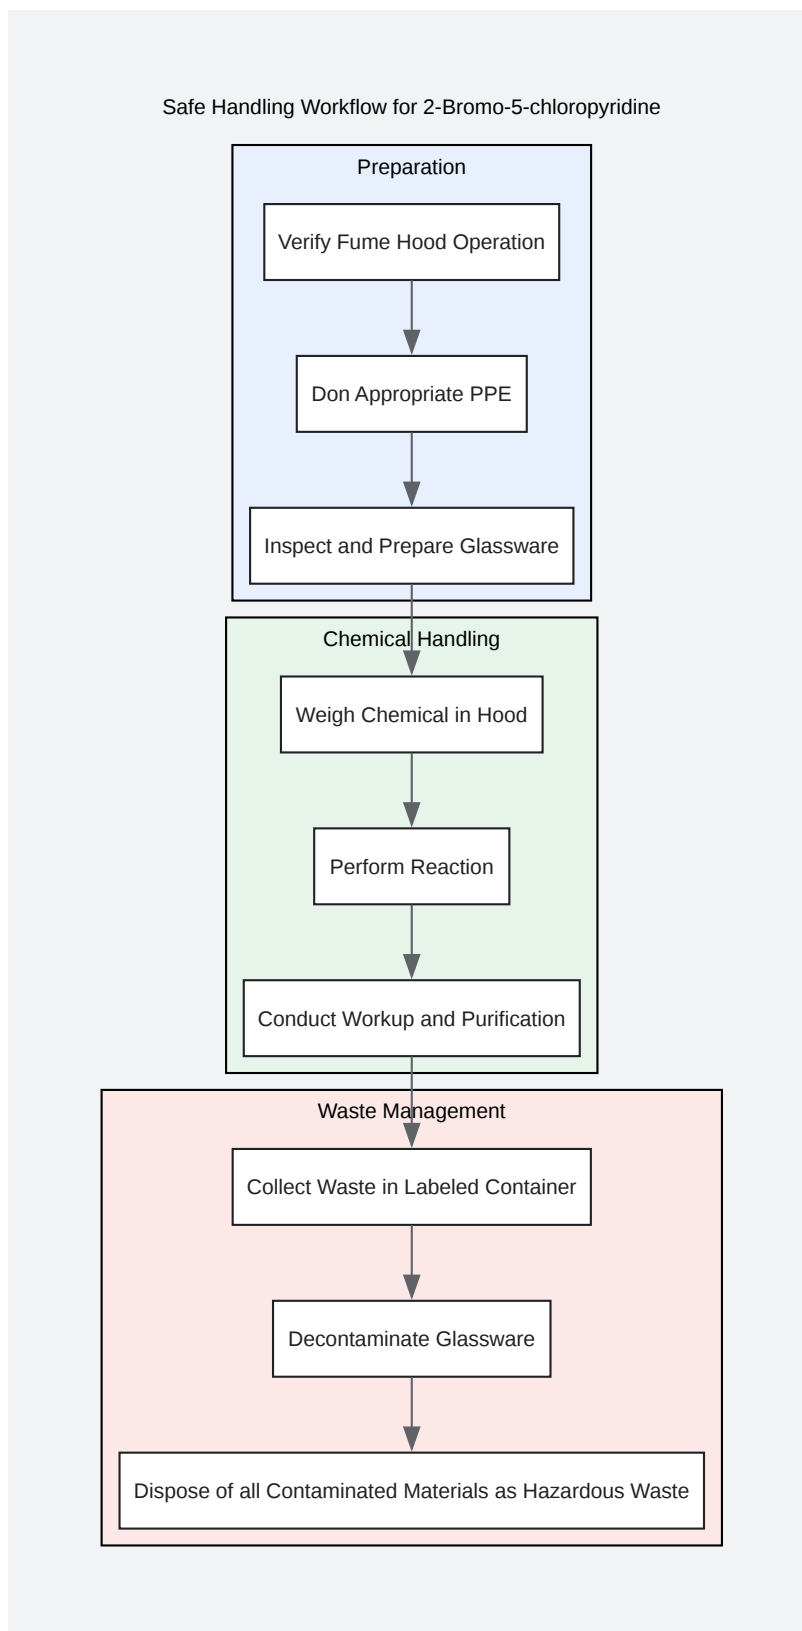 Safe Handling Workflow for 2-Bromo-5-chloropyridine
Preparation
Verify Fume Hood Operation
Don Appropriate PPE
Inspect and Prepare Glassware
Chemical Handling
Weigh Chemical in Hood
Perform Reaction
Conduct Workup and Purification
Waste Management
Collect Waste in Labeled Container
Decontaminate Glassware
Dispose of all Contaminated Materials as Hazardous Waste